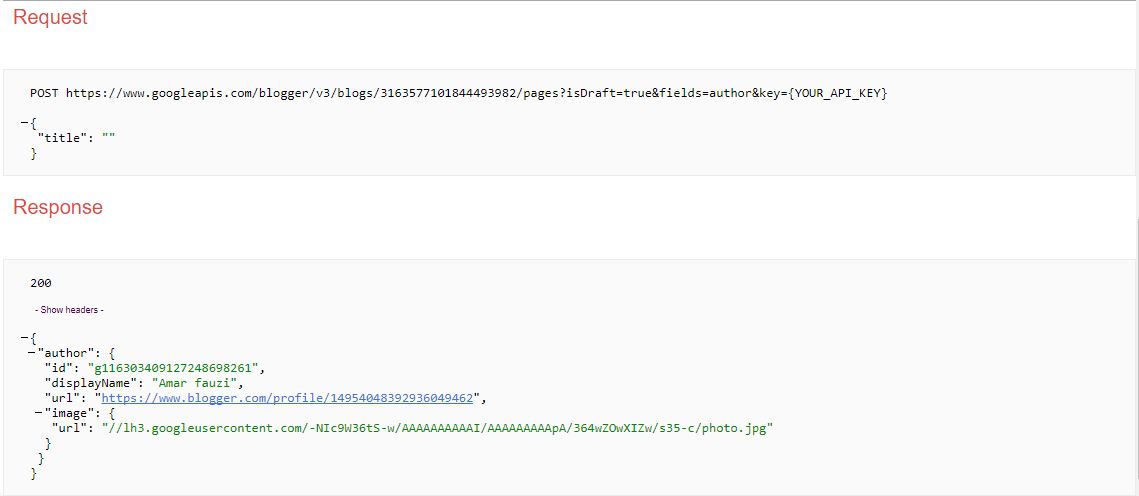 Request
POST https://www.googleapis.com/blogger/v3/blogs/3163577101844493982/pages?isDraft=true&fields=author&key={YOUR_API_KEY}
{
"title": ""
}
Response
200
- Show headers -
{
"author": {
"id": "g116303409127248698261",
"displayName": "Amar fauzi",
"url": "https://www.blogger.com/profile/14954048392936049462",
"image": {
"url": "//lh3.googleusercontent.com/-NIc9W36tS-w/AAAAAAAAAAI/AAAAAAAAApA/364wZOwXIZw/s35-c/photo.jpg"
}
}
}